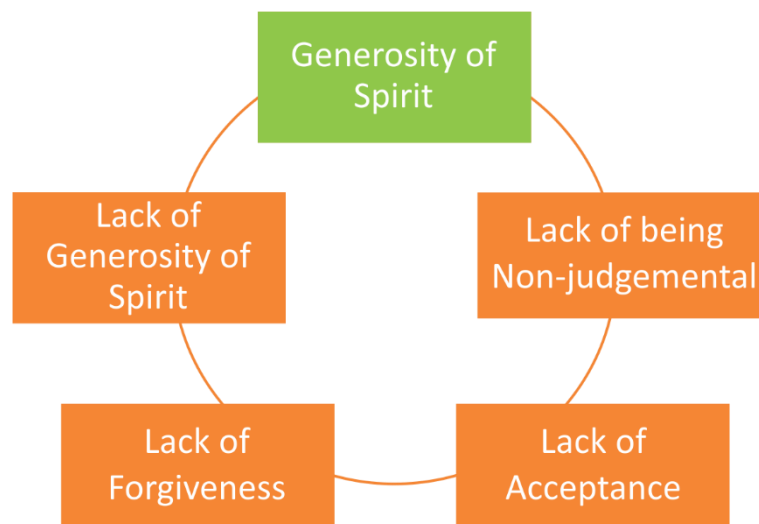 Generosity of
Spirit
Lack of being
Non-judgemental
Lack of
Acceptance
Lack of
Forgiveness
Lack of
Generosity of
Spirit